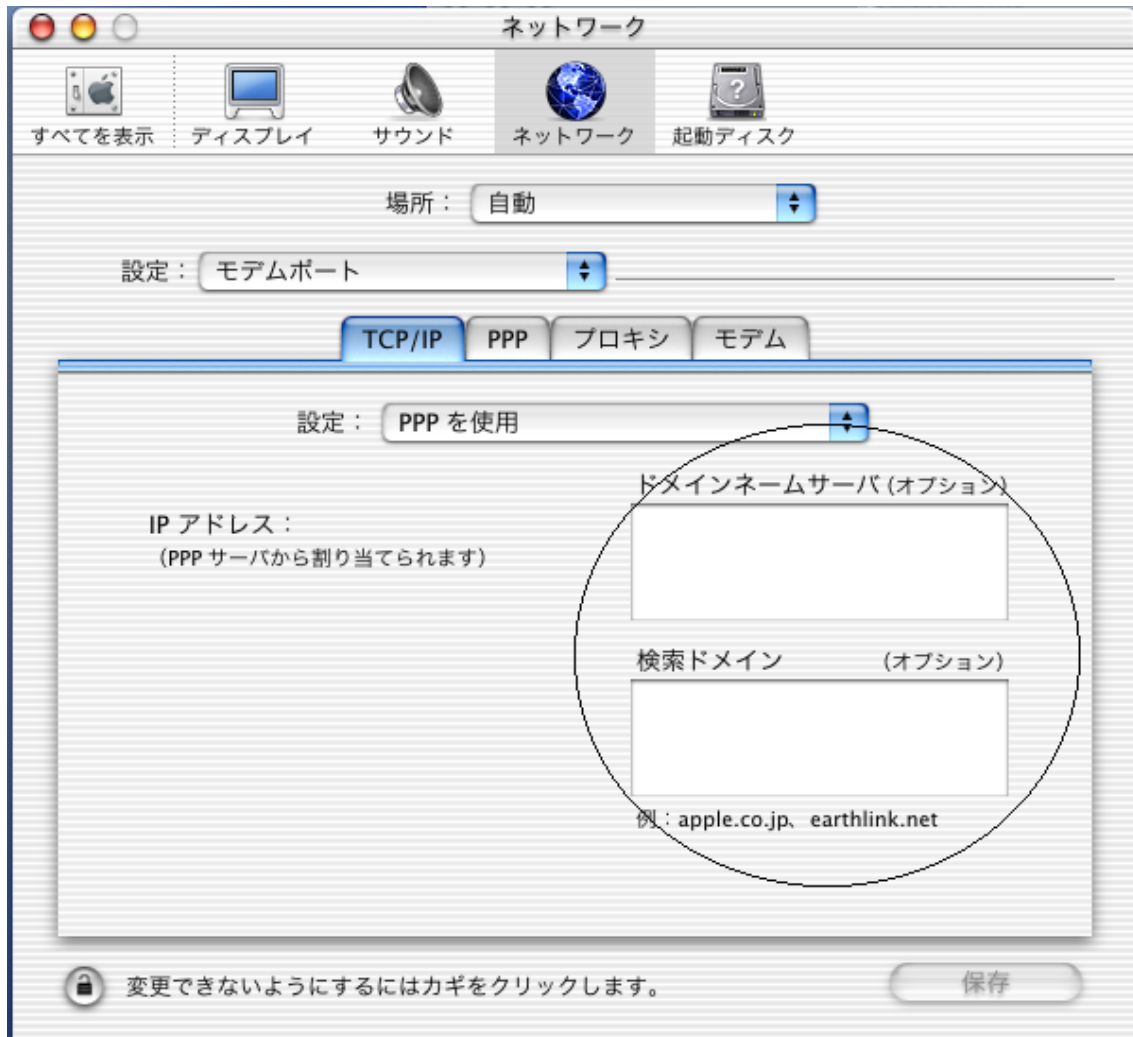 ネットワーク
すべてを表示 ディスプレイ サウンド ネットワーク 起動ディスク
場所： 自動
設定： モデムポート
TCP/IP PPP プロキシ モデム
設定： PPP を使用
ドメインネームサーバ (オプション)
IP アドレス：
（PPP サーバから割り当てられます）
検索ドメイン (オプション)
例：apple.co.jp、earthlink.net
変更できないようにするにはカギをクリックします。 保存